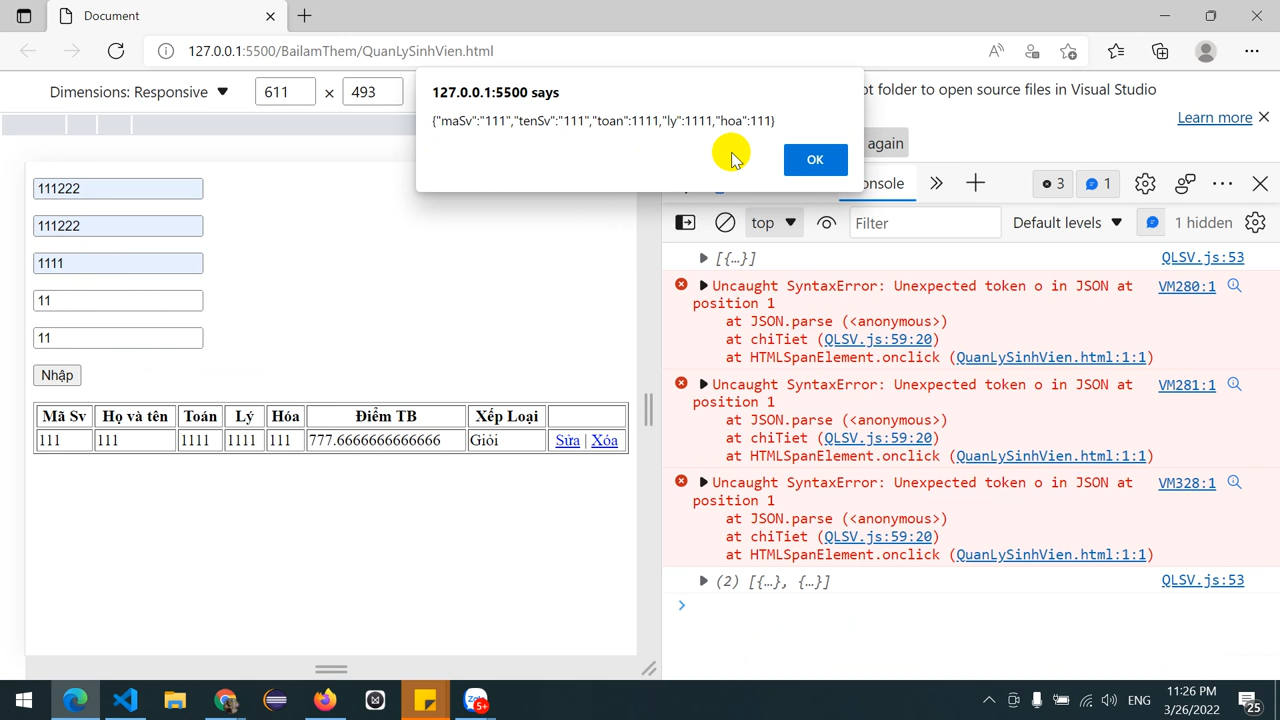 Document
127.0.0.1:5500/BailamThem/QuanLySinhVien.html
Dimensions: Responsive 611 × 493
ot folder to open source files in Visual Studio
Learn more
again
127.0.0.1:5500 says
{"maSv":"111","tenSv":"111","toan":1111,"ly":1111,"hoa":111}
OK
onsole
3
1
top
Filter
Default levels
1 hidden
111222
111222
1111
11
11
Nhập
Mã Sv Họ và tên Toán Lý Hóa Điểm TB Xếp Loại
111 111 1111 1111 111 777.6666666666666 Giỏi Sửa | Xóa
[{…}] QLSV.js:53
Uncaught SyntaxError: Unexpected token o in JSON at VM280:1
position 1
at JSON.parse (<anonymous>)
at chiTiet (QLSV.js:59:20)
at HTMLSpanElement.onclick (QuanLySinhVien.html:1:1)
Uncaught SyntaxError: Unexpected token o in JSON at VM281:1
position 1
at JSON.parse (<anonymous>)
at chiTiet (QLSV.js:59:20)
at HTMLSpanElement.onclick (QuanLySinhVien.html:1:1)
Uncaught SyntaxError: Unexpected token o in JSON at VM328:1
position 1
at JSON.parse (<anonymous>)
at chiTiet (QLSV.js:59:20)
at HTMLSpanElement.onclick (QuanLySinhVien.html:1:1)
(2) [{…}, {…}] QLSV.js:53
5+
ENG
11:26 PM
3/26/2022
25